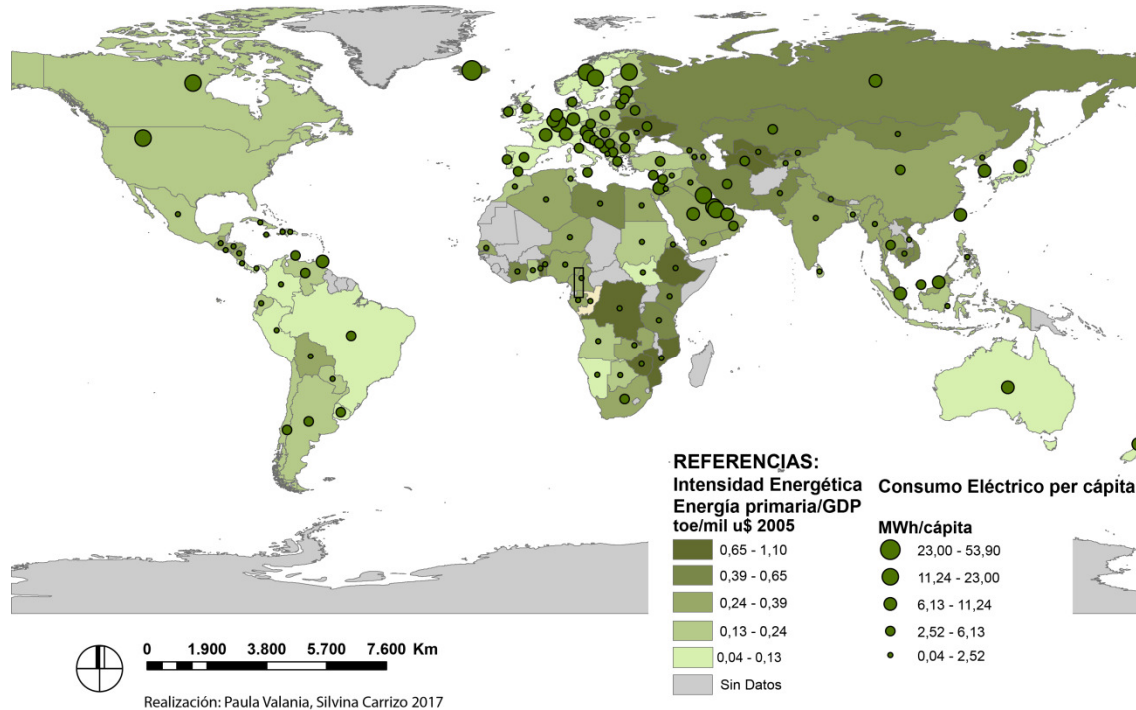 REFERENCIAS:
Intensidad Energética
Energía primaria/GDP
toe/mil u$ 2005
0,65 - 1,10
0,39 - 0,65
0,24 - 0,39
0,13 - 0,24
0,04 - 0,13
Sin Datos
Consumo Eléctrico per cápita
MWh/cápita
23,00 - 53,90
11,24 - 23,00
6,13 - 11,24
2,52 - 6,13
0,04 - 2,52
0 1.900 3.800 5.700 7.600 Km
Realización: Paula Valania, Silvina Carrizo 2017